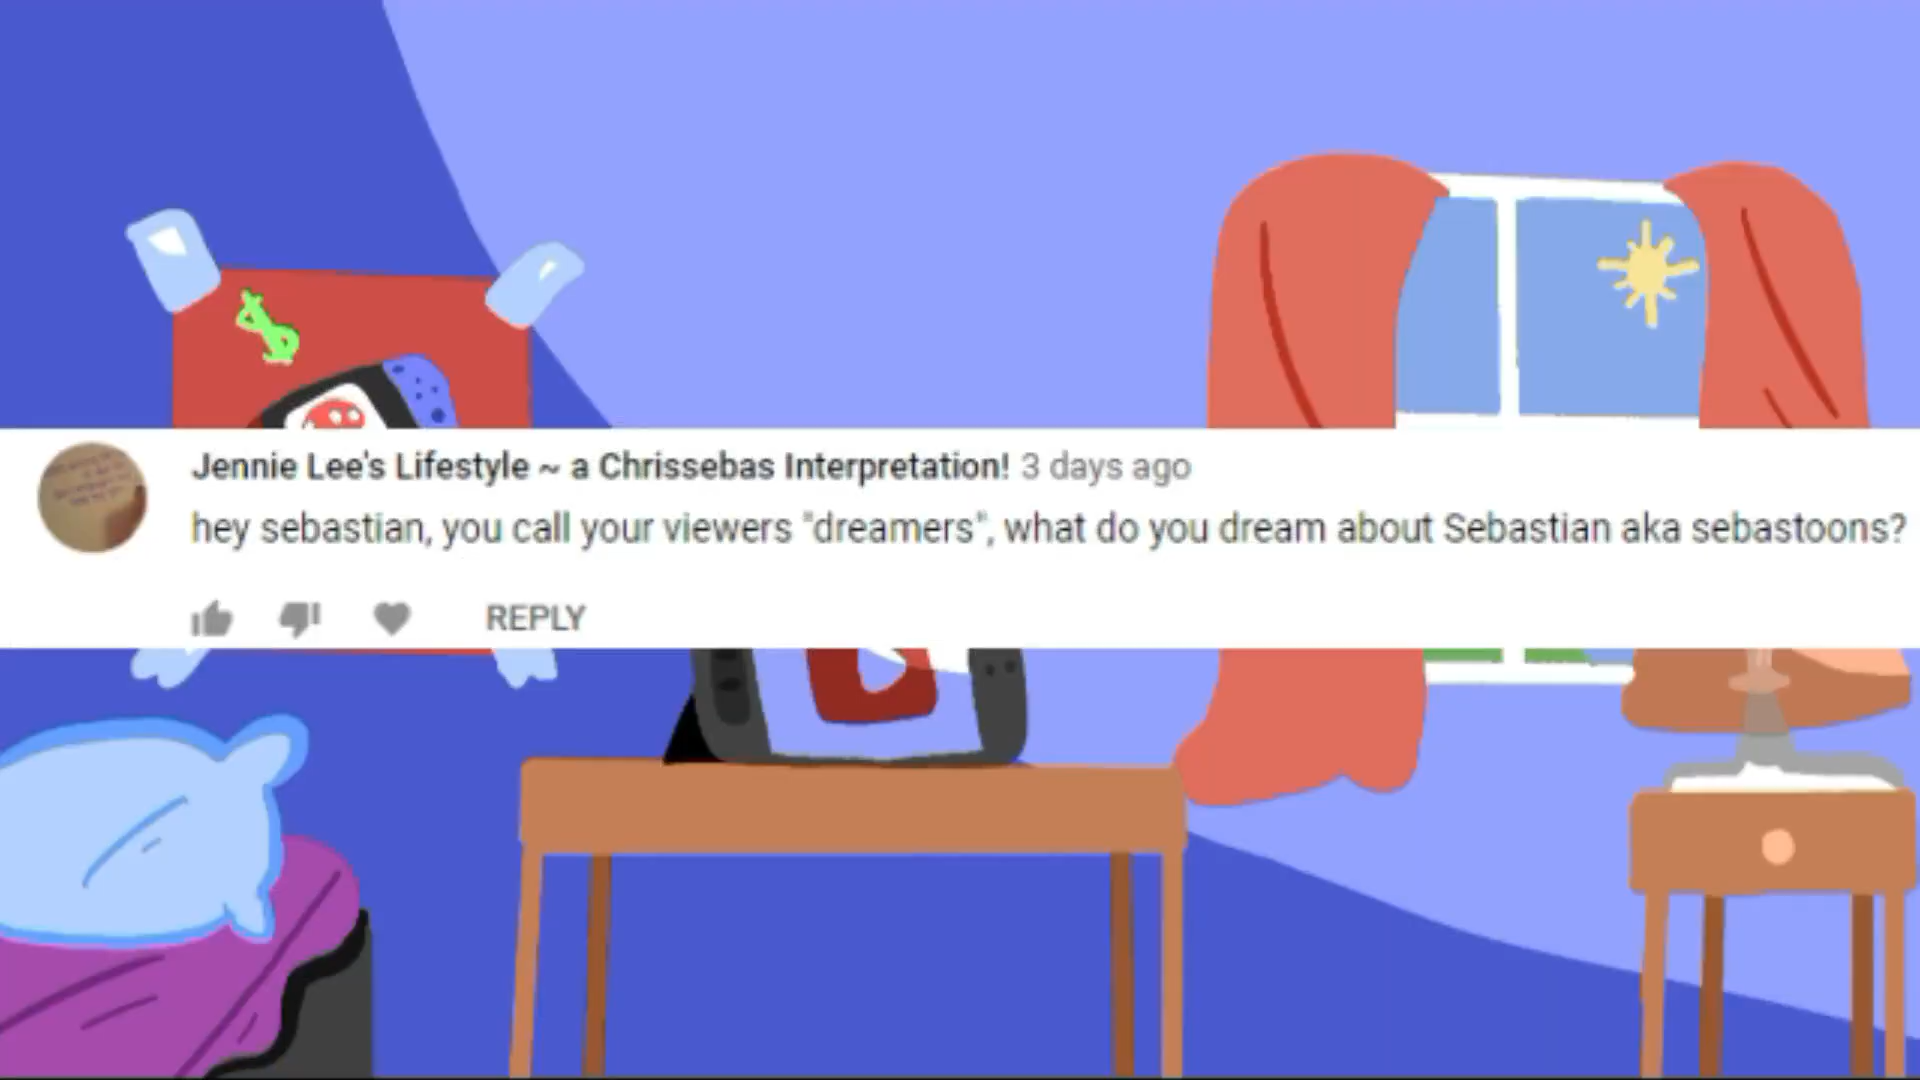 $
Jennie Lee's Lifestyle ~ a Chrissebas Interpretation! 3 days ago
hey sebastian, you call your viewers "dreamers", what do you dream about Sebastian aka sebastoons?
REPLY